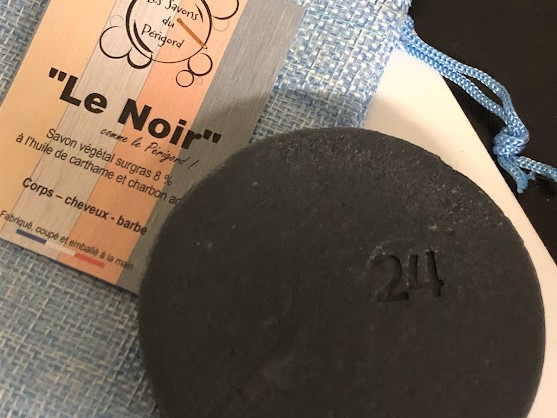 Les Savons
du
Périgord
"Le Noir"
comme le Périgord !
Savon végétal surgras 8 %
à l'huile de carthame et charbon
Corps – cheveux - barbe
Fabriqué, coupé et emballé à la main
24